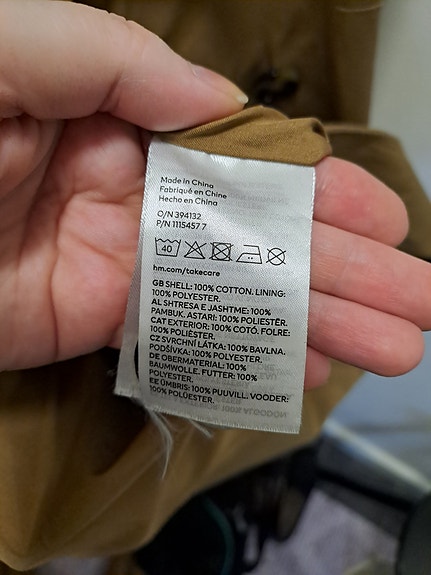 Made in China
Fabriqué en Chine
Hecho en China
O/N 394132
P/N 1115457 7
40
hm.com/takecare
GB SHELL: 100% COTTON. LINING:
100% POLYESTER.
AL SHTRESA E JASHTME: 100%
PAMBUK. ASTARI: 100% POLIESTËR.
CAT EXTERIOR: 100% COTÓ. FOLRE:
100% POLIÈSTER.
CZ SVRCHNÍ LÁTKA: 100% BAVLNA.
PODŠÍVKA: 100% POLYESTER.
DE OBERMATERIAL: 100%
BAUMWOLLE. FUTTER: 100%
POLYESTER.
EE ÜMBRIS: 100% PUUVILL. VOODER:
100% POLÜESTER.